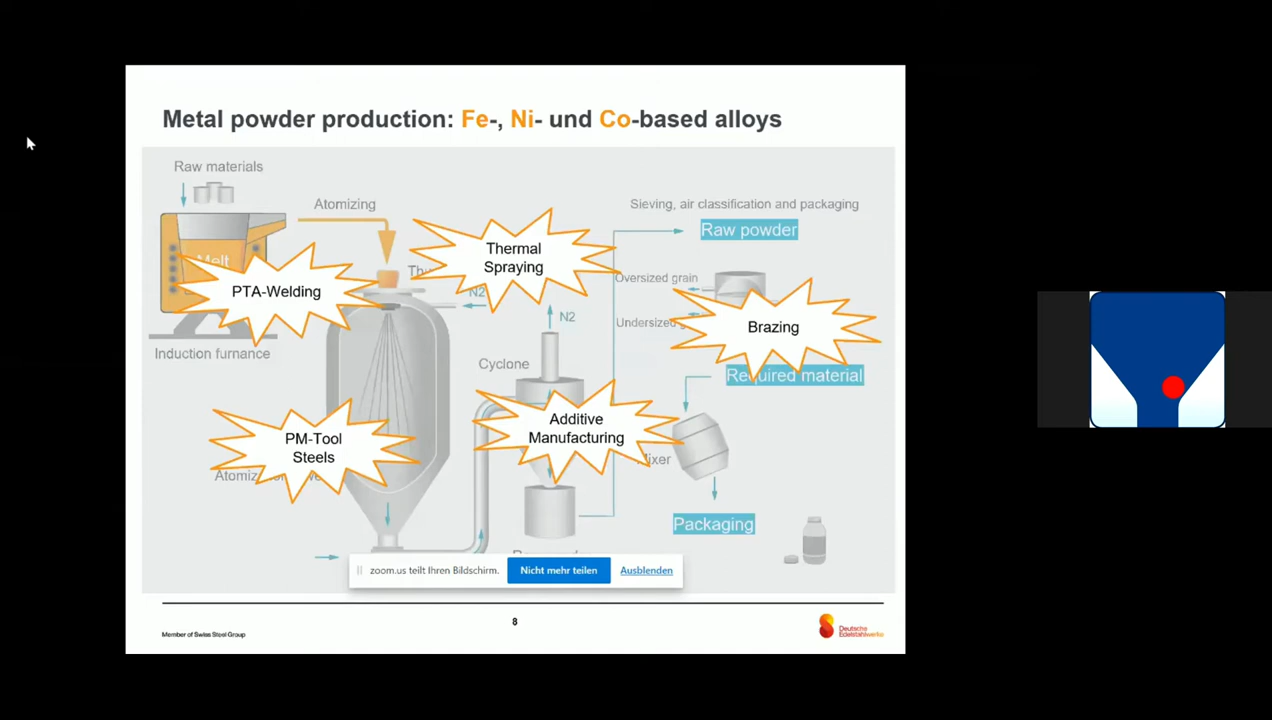 Metal powder production: Fe-, Ni- und Co-based alloys
Raw materials
Atomizing
Sieving, air classification and packaging
Raw powder
Melt
Thermal
Spraying
Oversized grain
PTA-Welding
N2
N2
Undersized
Brazing
Induction furnance
Cyclone
Required material
Additive
Manufacturing
PM-Tool
Steels
Mixer
Packaging
zoom.us teilt Ihren Bildschirm.
Nicht mehr teilen
Ausblenden
8
Member of Swiss Steel Group
Deutsche
Edelstahlwerke